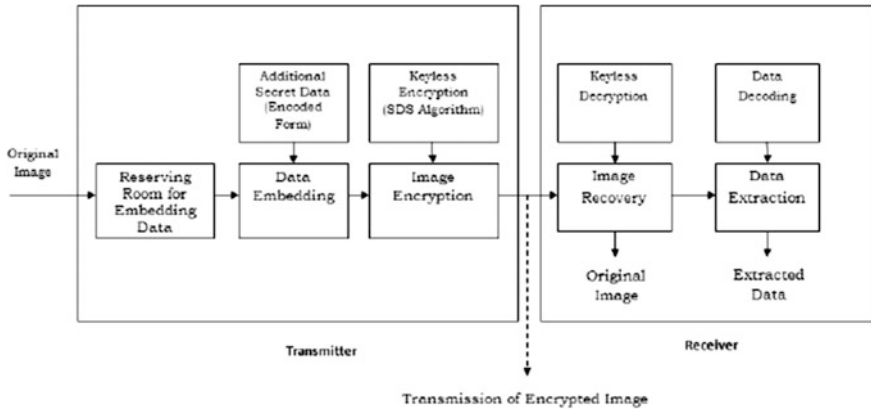 Original
Image
Reserving
Room for
Embedding
Data
Additional
Secret Data
(Encoded
Form)
Data
Embedding
Keyless
Encryption
(SDS Algorithm)
Image
Encryption
Transmitter
Transmission of Encrypted Image
Keyless
Decryption
Image
Recovery
Original
Image
Data
Decoding
Data
Extraction
Extracted
Data
Receiver